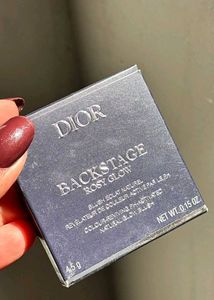 DIOR
BACKSTAGE
ROSY GLOW
BLUSH ÉCLAT NATUREL
RÉVÉLATEUR DE COULEUR ACTIVÉ PAR LE PH
COLOUR-REVIVING PH-ACTIVATED
NATURAL GLOW BLUSH
4.5 g
NET WT. 0.15 OZ